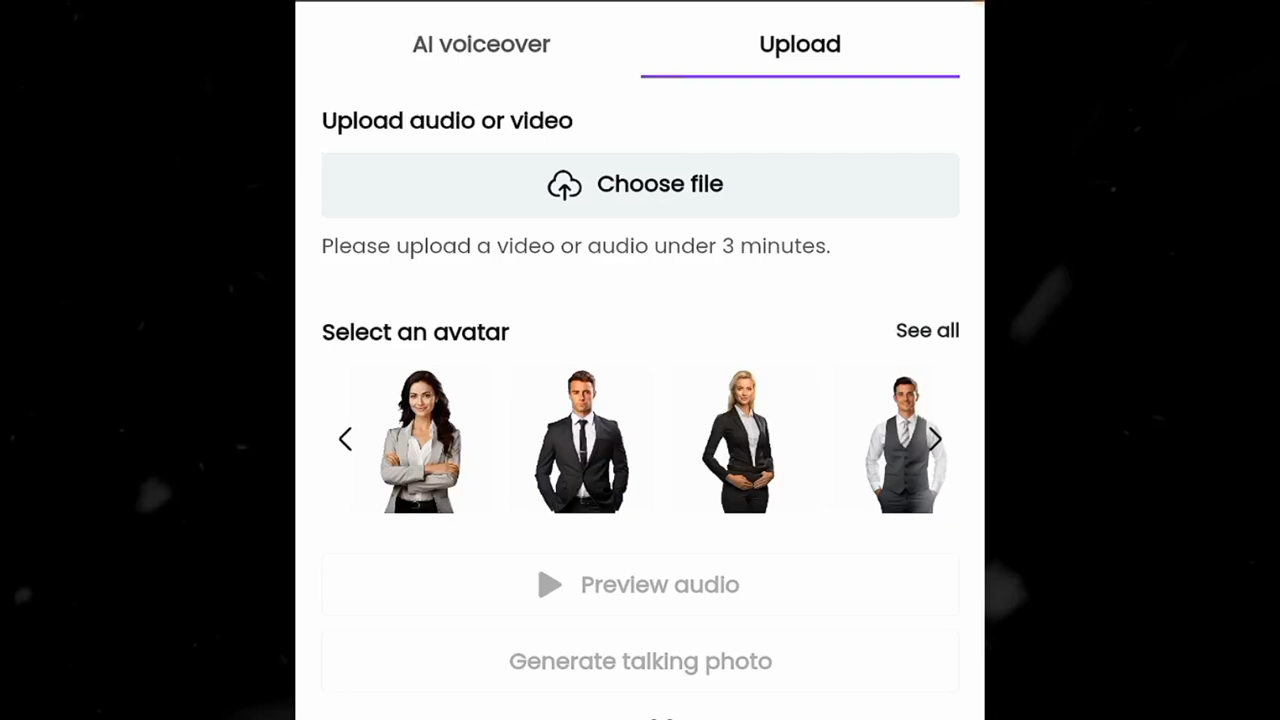 AI voiceover
Upload
Upload audio or video
Choose file
Please upload a video or audio under 3 minutes.
Select an avatar
See all
Preview audio
Generate talking photo